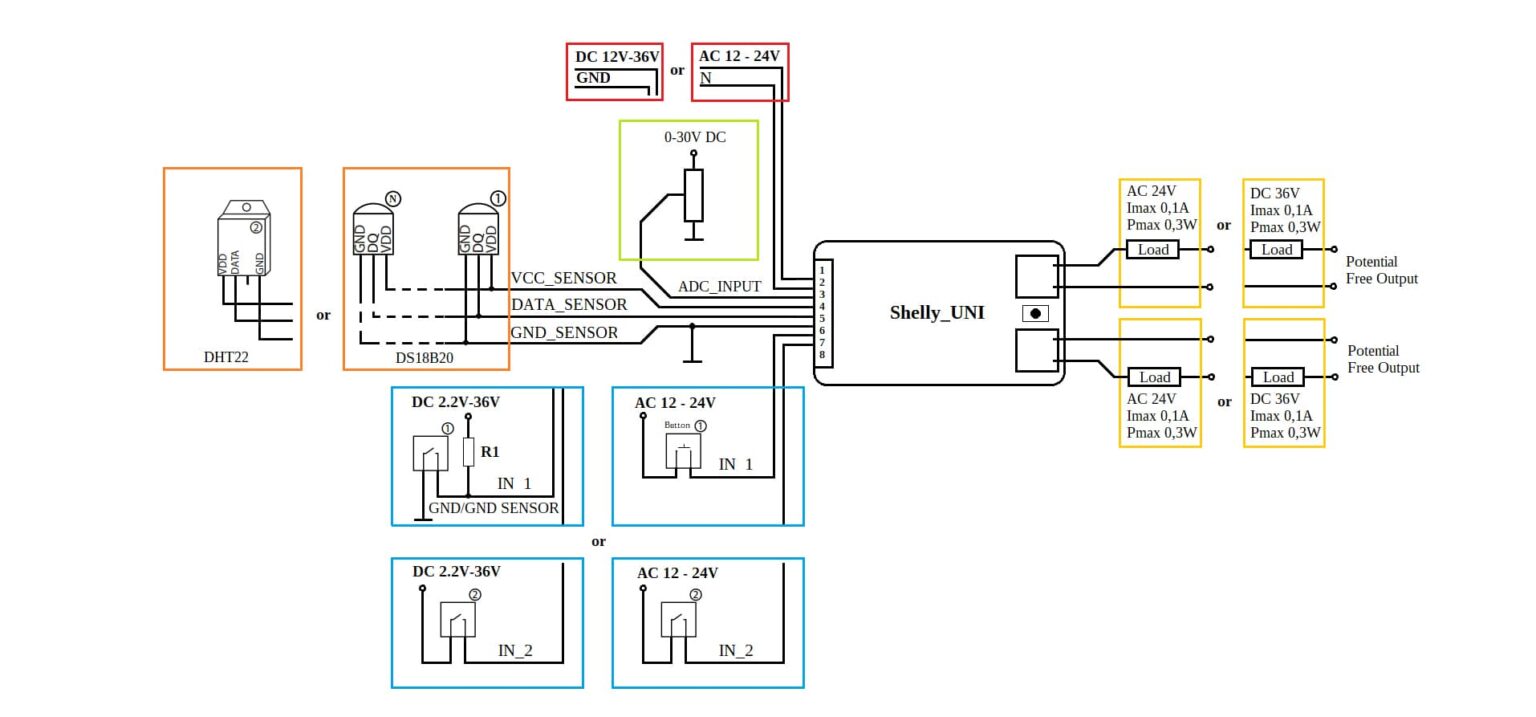 DC 12V-36V
GND
or
AC 12 - 24V
N
0-30V DC
VDD
DATA
GND
②
DHT22
or
Ⓝ
GND
DQ
VDD
①
GND
DQ
VDD
DS18B20
VCC_SENSOR
DATA_SENSOR
GND_SENSOR
ADC_INPUT
1
2
3
4
5
6
7
8
Shelly_UNI
AC 24V
Imax 0,1A
Pmax 0,3W
Load
or
DC 36V
Imax 0,1A
Pmax 0,3W
Load
Potential
Free Output
Load
AC 24V
Imax 0,1A
Pmax 0,3W
or
Load
DC 36V
Imax 0,1A
Pmax 0,3W
Potential
Free Output
DC 2.2V-36V
①
R1
IN 1
GND/GND SENSOR
AC 12 - 24V
Button ①
IN 1
or
DC 2.2V-36V
②
IN_2
AC 12 - 24V
②
IN_2